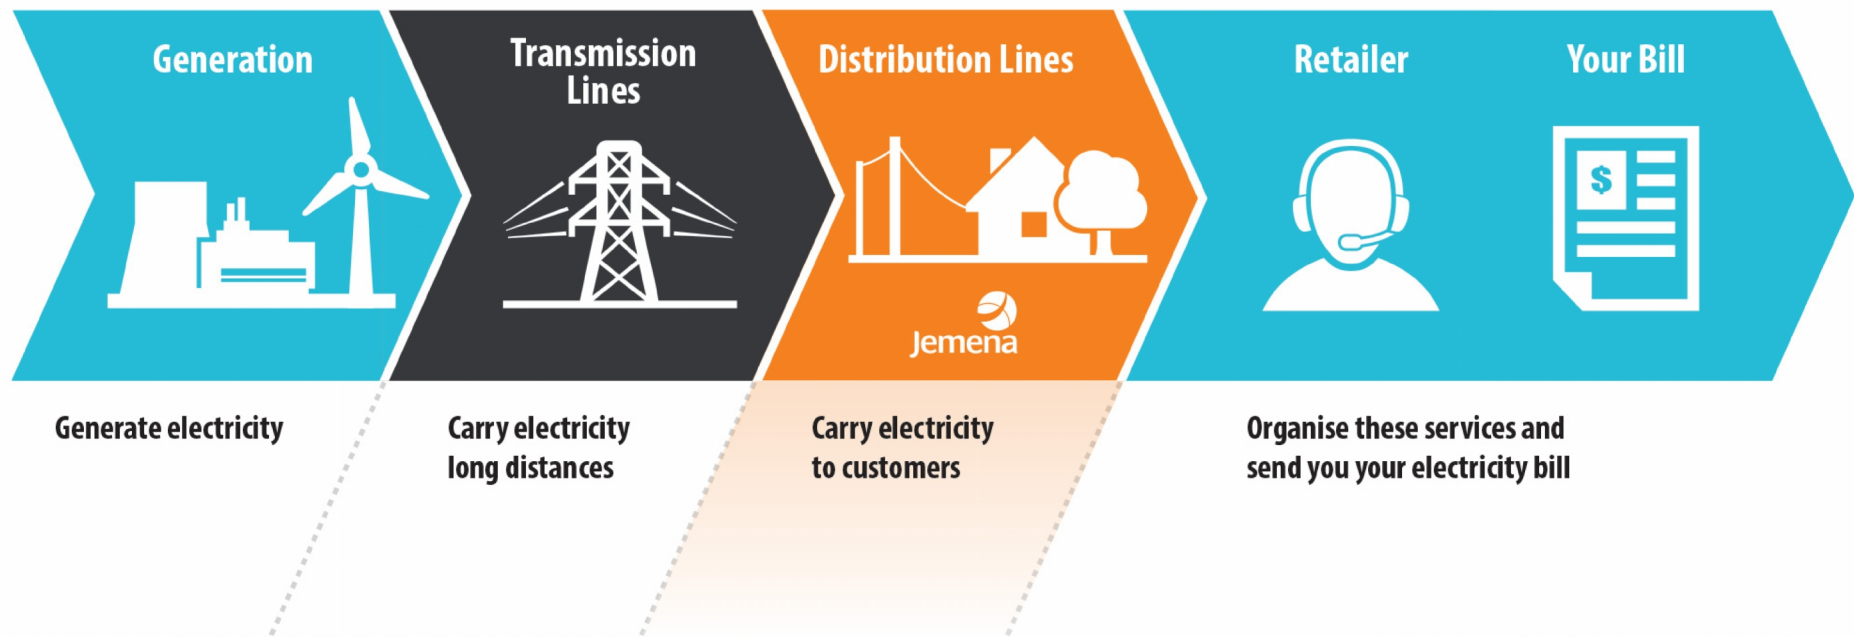 Generation
Transmission
Lines
Distribution Lines
Retailer
Your Bill
$
Jemena
Generate electricity
Carry electricity
long distances
Carry electricity
to customers
Organise these services and
send you your electricity bill